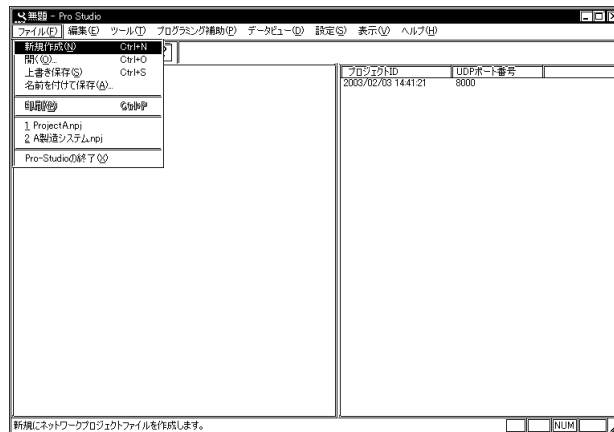 無題 - Pro Studio
ファイル(F) 編集(E) ツール(T) プログラミング補助(P) データビュー(D) 設定(S) 表示(V) ヘルプ(H)
新規作成(N) Ctrl+N
開く(O)... Ctrl+O
上書き保存(S) Ctrl+S
名前を付けて保存(A)...
印刷(P) Ctrl+P
1 ProjectA.npj
2 A製造システム.npj
Pro-Studioの終了(X)
プロジェクトID UDPポート番号
2003/02/03 14:41:21 8000
新規にネットワークプロジェクトファイルを作成します。 NUM